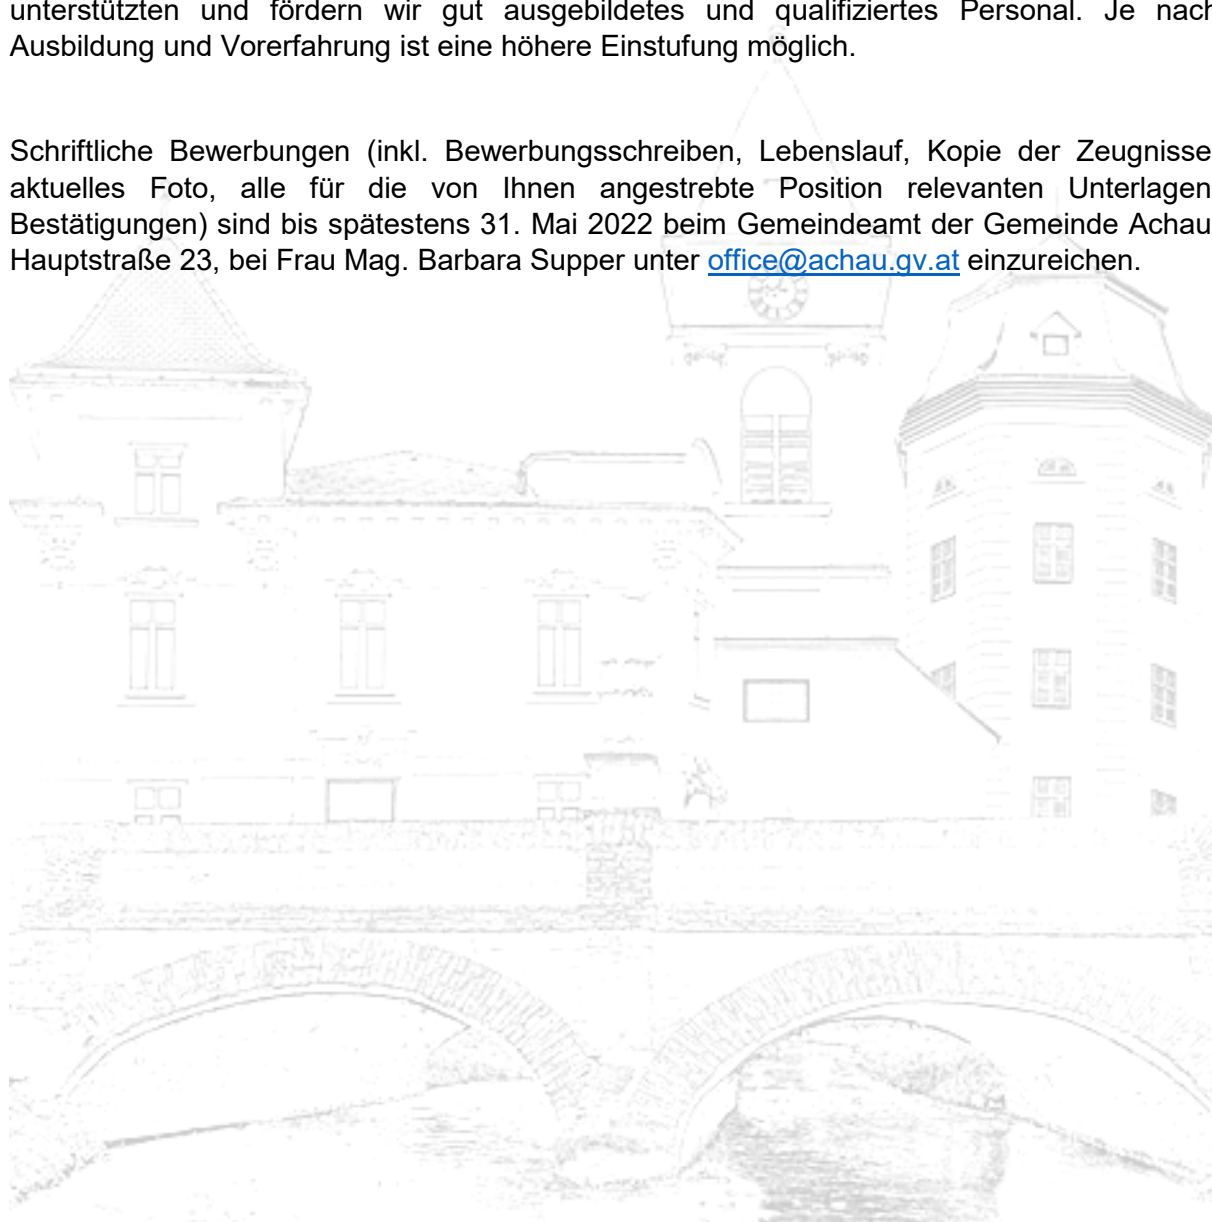 unterstützten und fördern wir gut ausgebildetes und qualifiziertes Personal. Je nach
Ausbildung und Vorerfahrung ist eine höhere Einstufung möglich.
Schriftliche Bewerbungen (inkl. Bewerbungsschreiben, Lebenslauf, Kopie der Zeugnisse
aktuelles Foto, alle für die von Ihnen angestrebte Position relevanten Unterlagen
Bestätigungen) sind bis spätestens 31. Mai 2022 beim Gemeindeamt der Gemeinde Achau
Hauptstraße 23, bei Frau Mag. Barbara Supper unter office@achau.gv.at einzureichen.